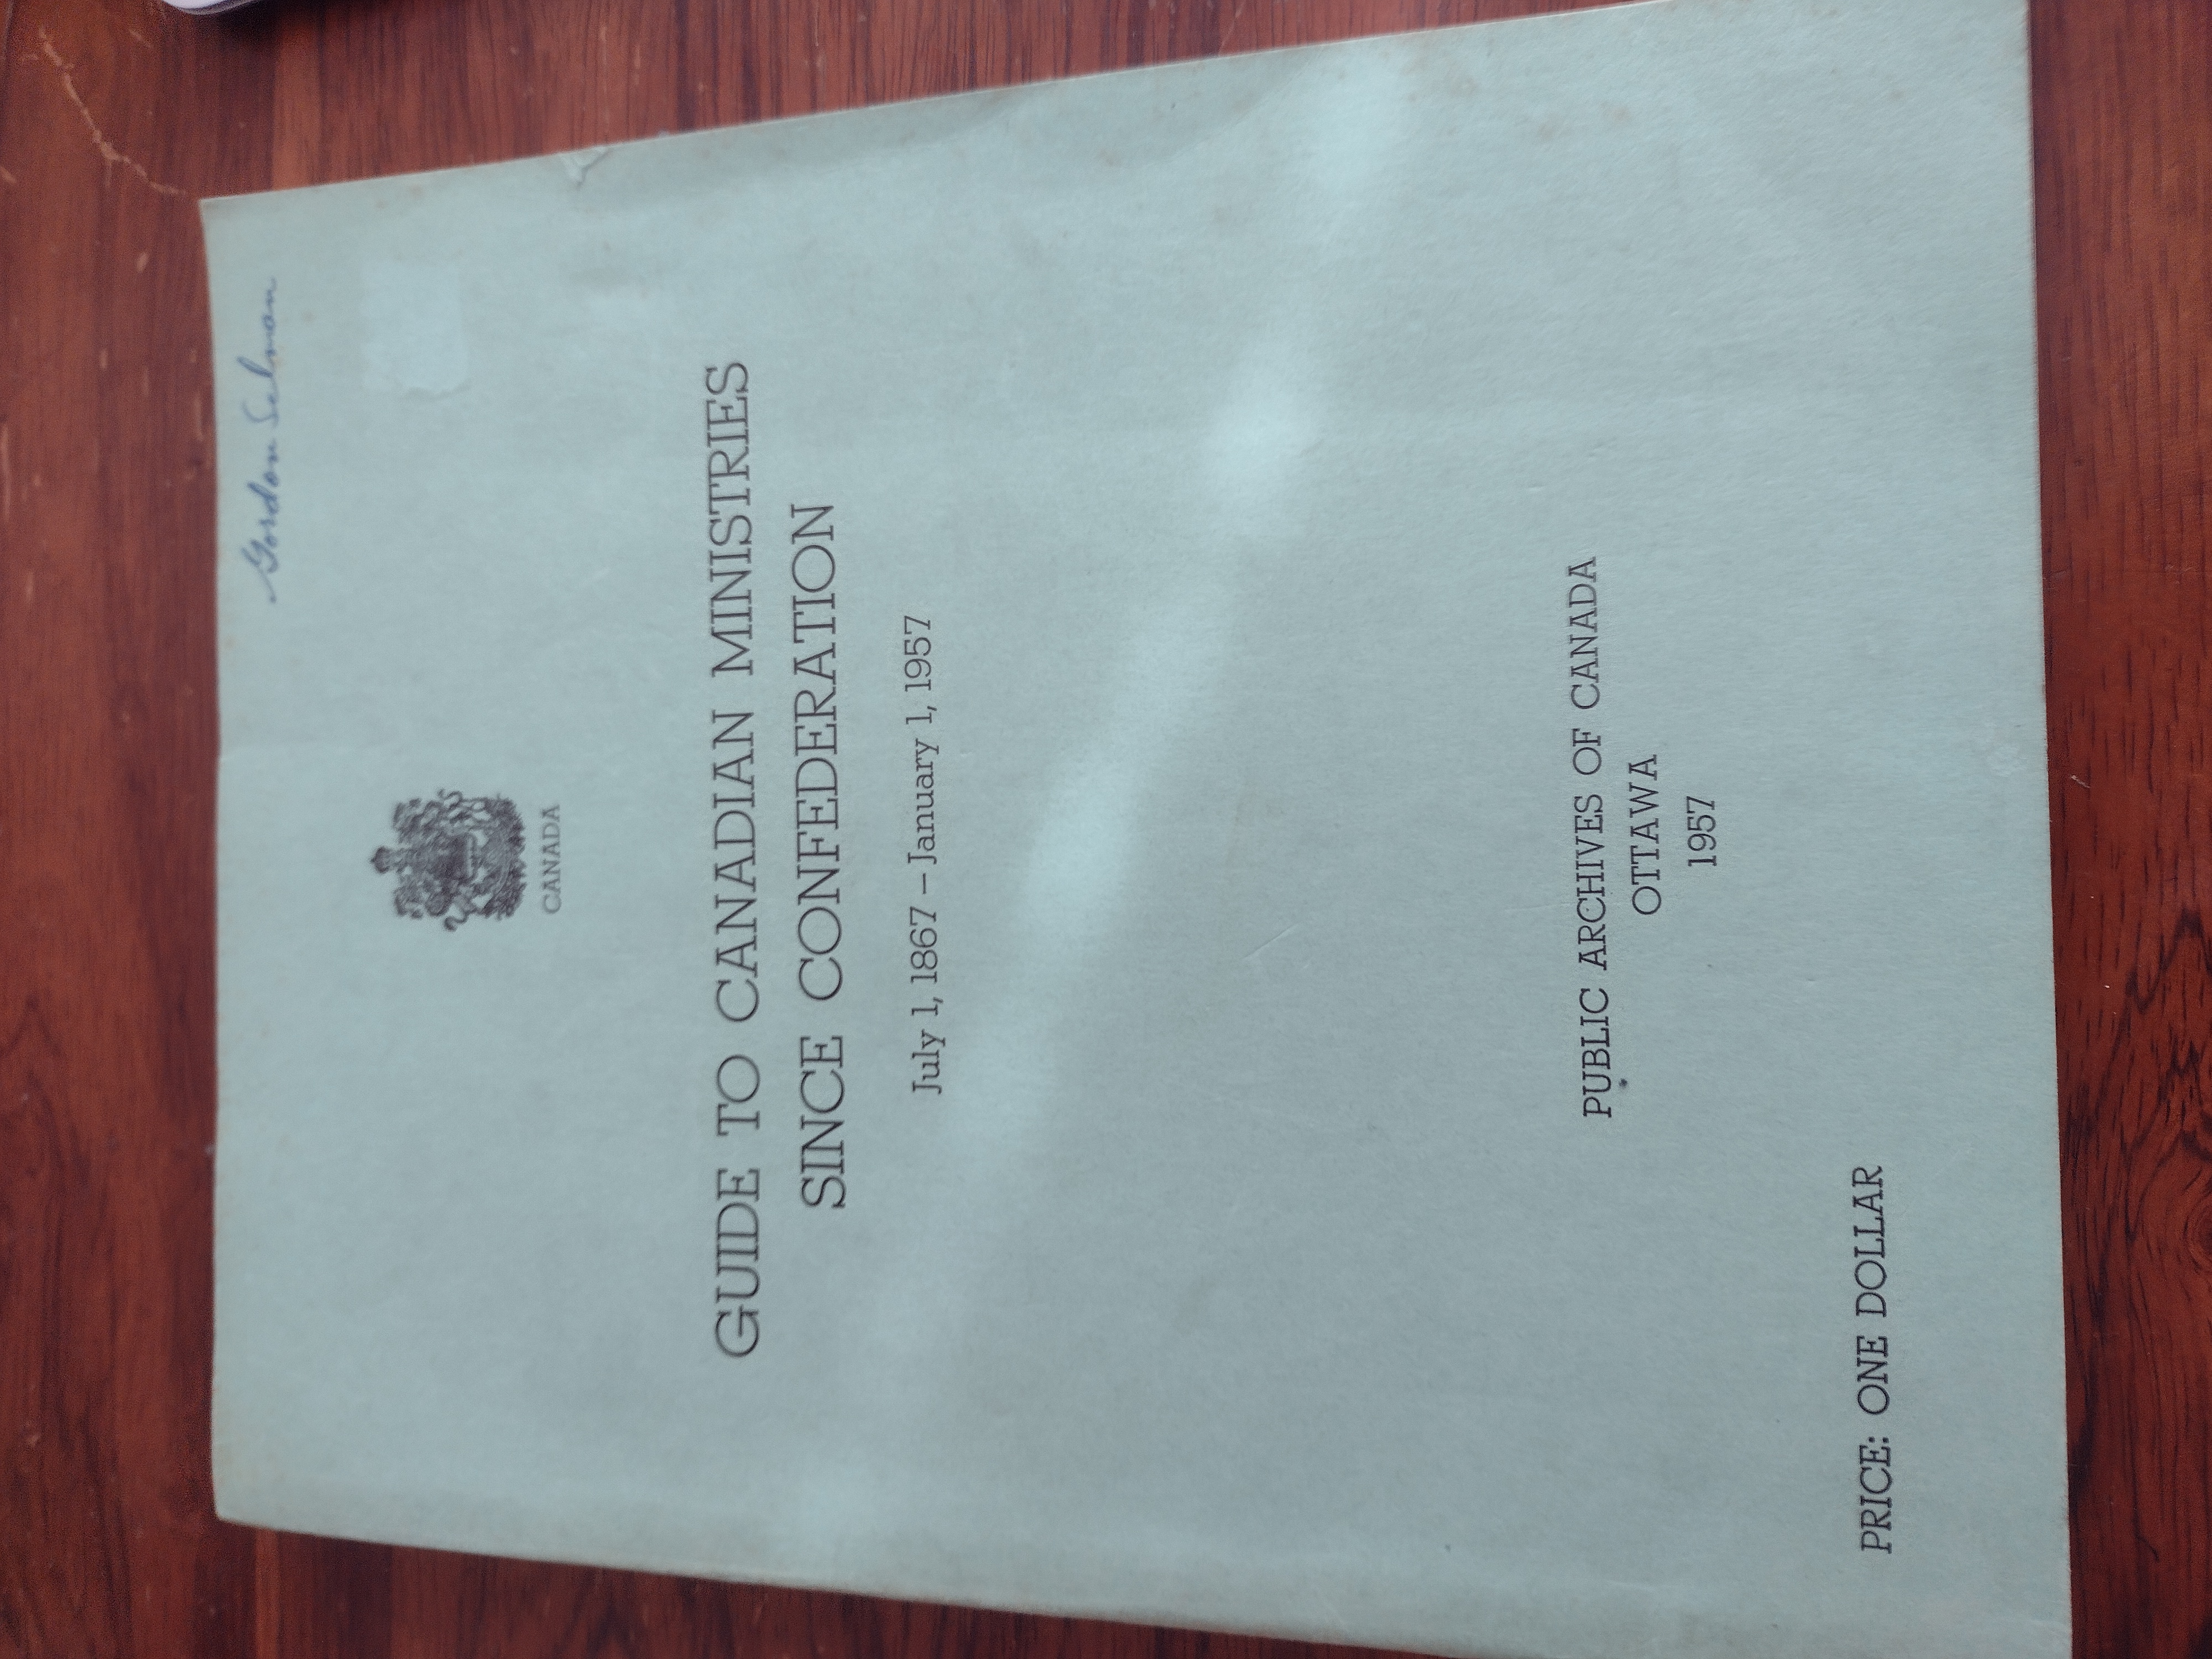 Gordon Selman
CANADA
GUIDE TO CANADIAN MINISTRIES
SINCE CONFEDERATION
July 1, 1867 – January 1, 1957
PUBLIC ARCHIVES OF CANADA
OTTAWA
1957
PRICE: ONE DOLLAR